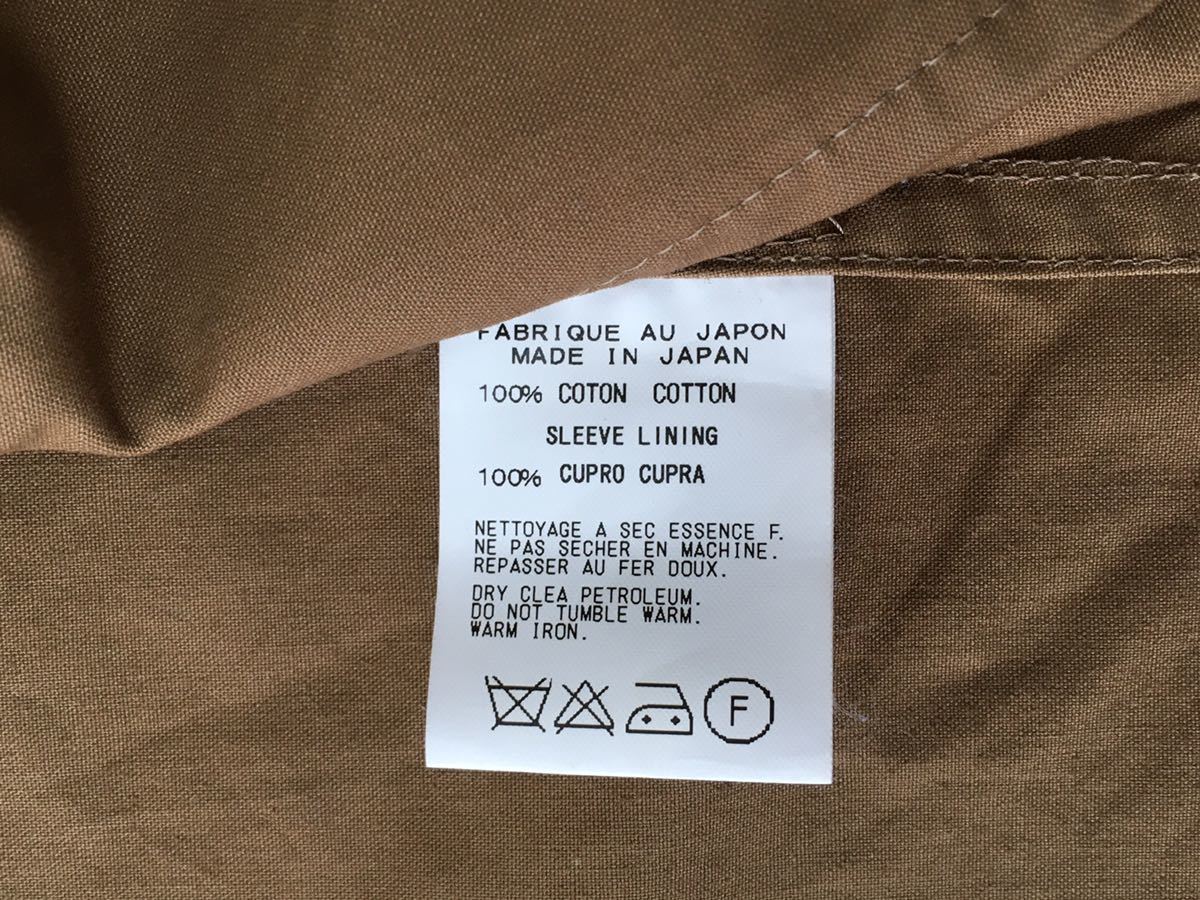 FABRIQUE AU JAPON
MADE IN JAPAN
100% COTON COTTON
SLEEVE LINING
100% CUPRO CUPRA
NETTOYAGE A SEC ESSENCE F.
NE PAS SECHER EN MACHINE.
REPASSER AU FER DOUX.
DRY CLEA PETROLEUM.
DO NOT TUMBLE WARM.
WARM IRON.
F